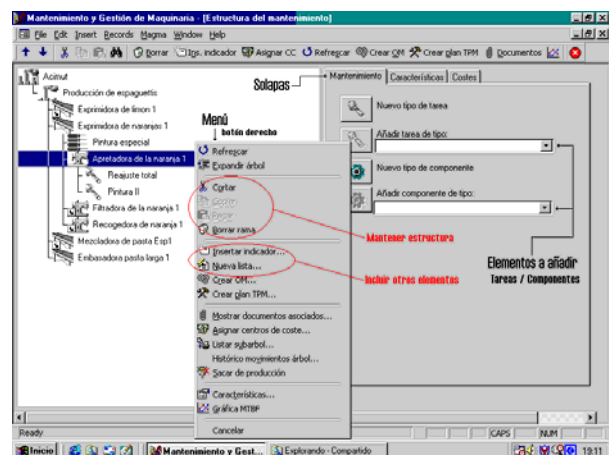 Mantenimiento y Gestión de Maquinaria - [Estructura del mantenimiento]
File Edit Insert Records Magma Window Help
Borrar Ins. indicador Asignar CC Refrescar Crear OM Crear plan TPM Documentos
Acimut
Producción de espaguetis
Exprimidora de limon 1
Exprimidora de naranjas 1
Pintura especial
Apretadora de la naranja 1
Reajuste total
Pintura II
Filtradora de la naranja 1
Recogedora de naranja 1
Mezcladora de pasta Esp1
Embasadora pasta larga 1
Menú
botón derecho
Refrescar
Expandir árbol
Cortar
Copiar
Pegar
Borrar rama
Insertar indicador...
Nueva lista...
Crear OM...
Crear plan TPM...
Mostrar documentos asociados...
Asignar centros de coste...
Listar subarbol...
Histórico movimientos árbol...
Sacar de producción
Características...
Gráfica MTBF
Cancelar
Solapas
Mantenimiento Características Costes
Nuevo tipo de tarea
Añadir tarea de tipo:
Nuevo tipo de componente
Añadir componente de tipo:
Mantener estructura
Incluir otros elementos
Elementos a añadir
Tareas / Componentes
Ready
CAPS NUM
Inicio Mantenimiento y Gest... Explorando - Compartido 19:11